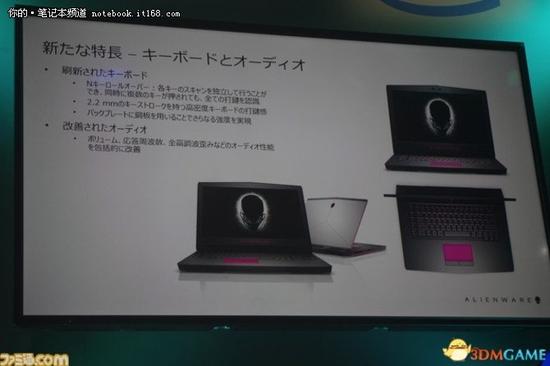 你的·笔记本频道 notebook.it168.com
新たな特長 – キーボードとオーディオ
• 刷新されたキーボード
• Nキーロールオーバー：各キーのスキャンを独立して行うことが
でき、同時に複数のキーが押されても、全ての打鍵を認識
• 2.2 mmのキーストロークを持つ高密度キーボードの打鍵感
• バックプレートに鋼板を用いることでさらなる強度を実現
• 改善されたオーディオ
• ボリューム、応答周波数、全高調波歪みなどのオーディオ性能
を包括的に改善
ALIENWARE
ファミ通.com
3DMGAME